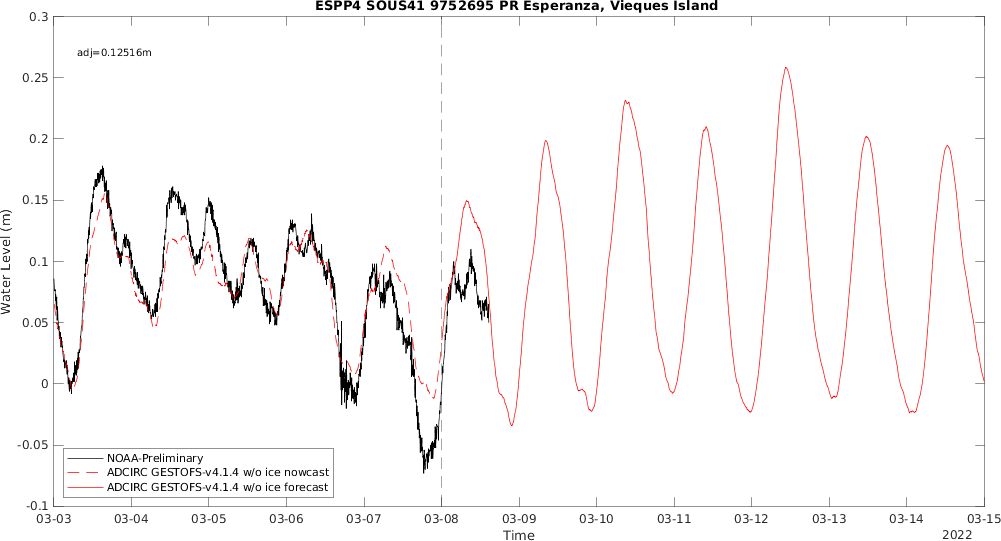 ESPP4 SOUS41 9752695 PR Esperanza, Vieques Island
adj=0.12516m
0.3
0.25
0.2
0.15
0.1
0.05
0
-0.05
-0.1
Water Level (m)
NOAA-Preliminary
ADCIRC GESTOFS-v4.1.4 w/o ice nowcast
ADCIRC GESTOFS-v4.1.4 w/o ice forecast
03-03 03-04 03-05 03-06 03-07 03-08 03-09 03-10 03-11 03-12 03-13 03-14 03-15
Time
2022